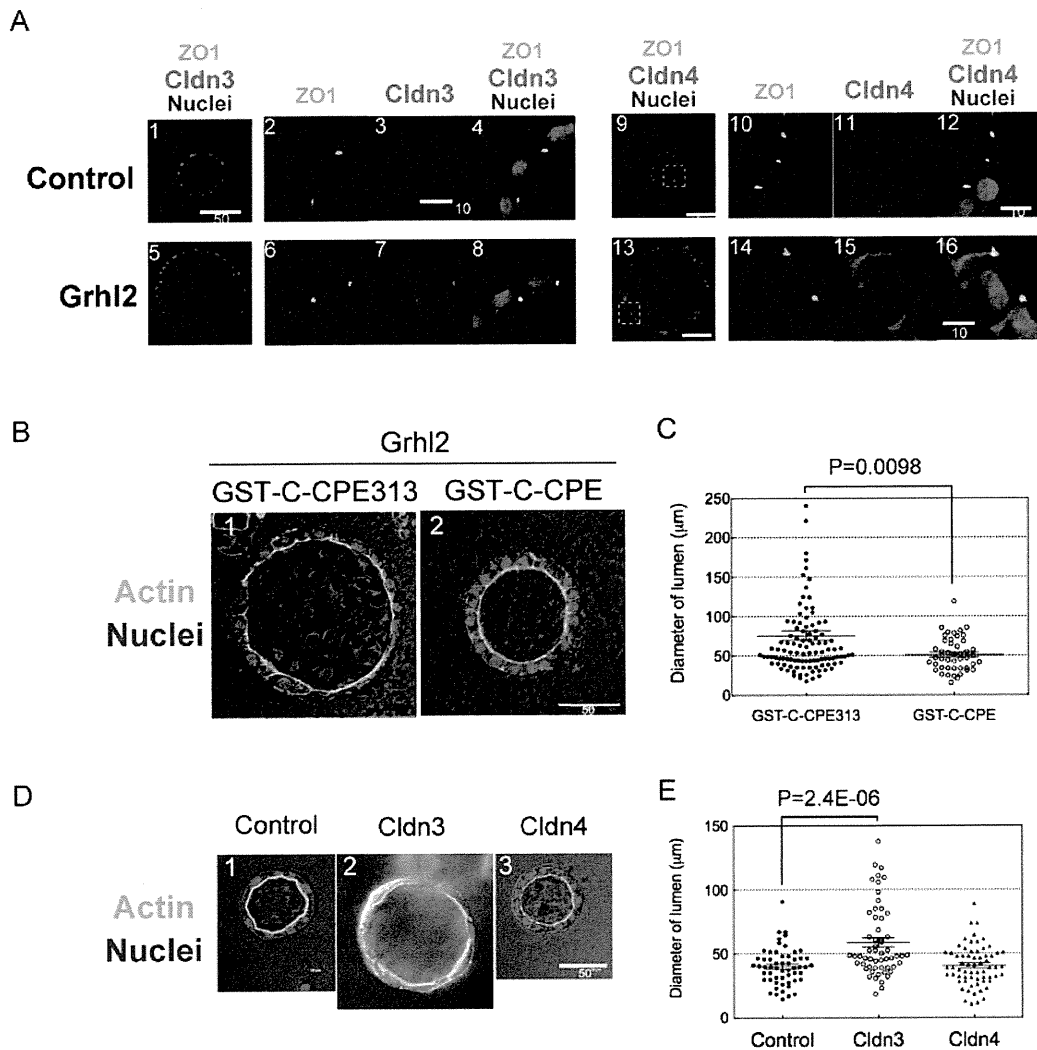 A
ZO1 ZO1 ZO1 ZO1
Cldn3 Cldn3 Cldn4 Cldn4
Nuclei ZO1 Cldn3 Nuclei Nuclei ZO1 Cldn4 Nuclei
Control 1 2 3 4 9 10 11 12
50 10 10
Grhl2 5 6 7 8 13 14 15 16
10
B
Grhl2
GST-C-CPE313 GST-C-CPE
1 2
Actin
Nuclei
50
C
P=0.0098
Diameter of lumen (μm)
250
200
150
100
50
0
GST-C-CPE313 GST-C-CPE
D
Control Cldn3 Cldn4
1 2 3
Actin
Nuclei
50
E
P=2.4E-06
Diameter of lumen (μm)
150
100
50
0
Control Cldn3 Cldn4